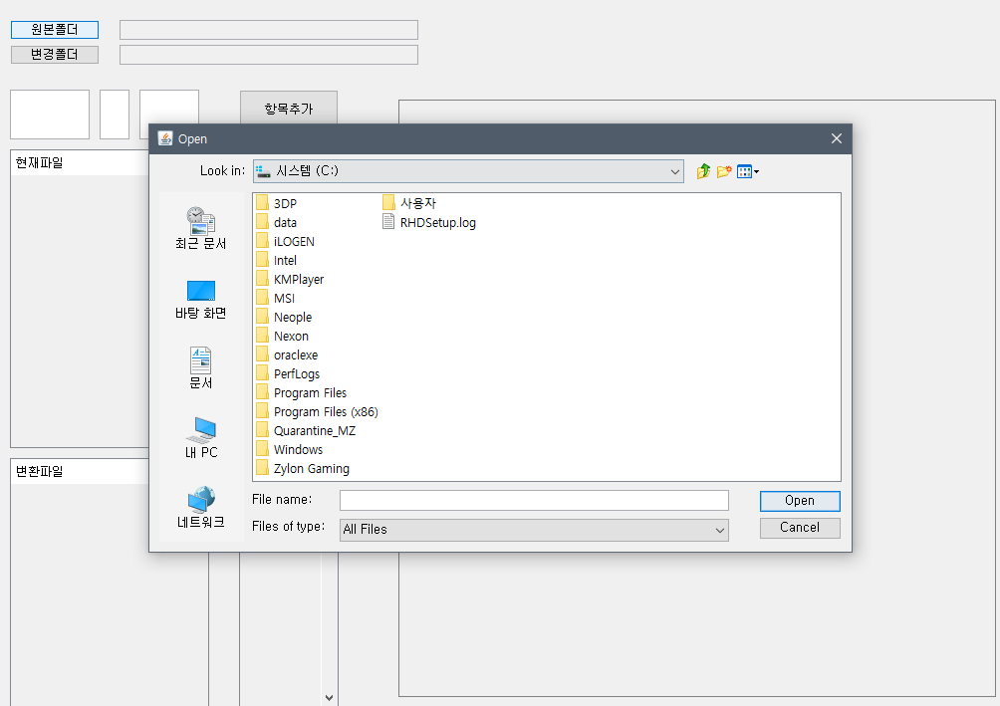 원본폴더
변경폴더
항목추가
현재파일
변환파일
Open
Look in: 시스템 (C:)
최근 문서
바탕 화면
문서
내 PC
네트워크
3DP
data
iLOGEN
Intel
KMPlayer
MSI
Neople
Nexon
oraclexe
PerfLogs
Program Files
Program Files (x86)
Quarantine_MZ
Windows
Zylon Gaming
사용자
RHDSetup.log
File name:
Open
Files of type: All Files
Cancel